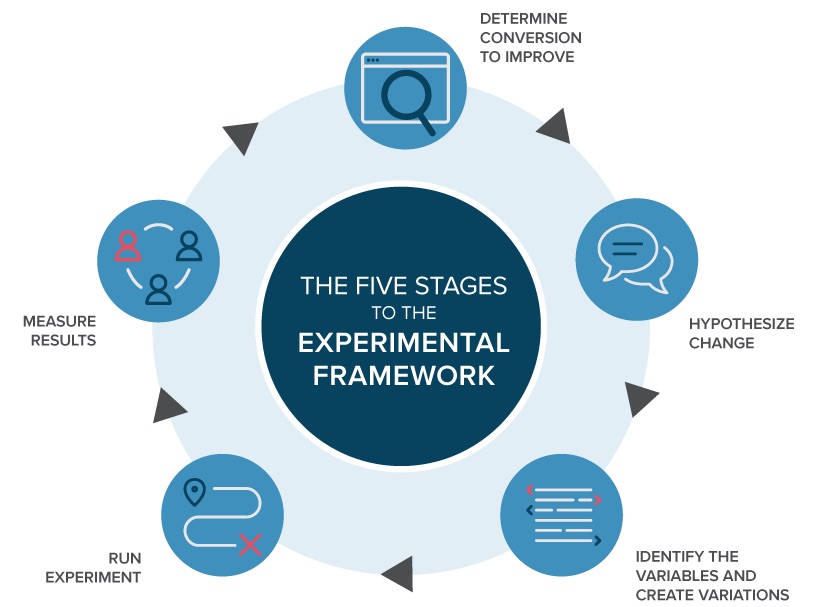 DETERMINE
CONVERSION
TO IMPROVE
THE FIVE STAGES
TO THE
EXPERIMENTAL
FRAMEWORK
HYPOTHESIZE
CHANGE
IDENTIFY THE
VARIABLES AND
CREATE VARIATIONS
RUN
EXPERIMENT
MEASURE
RESULTS